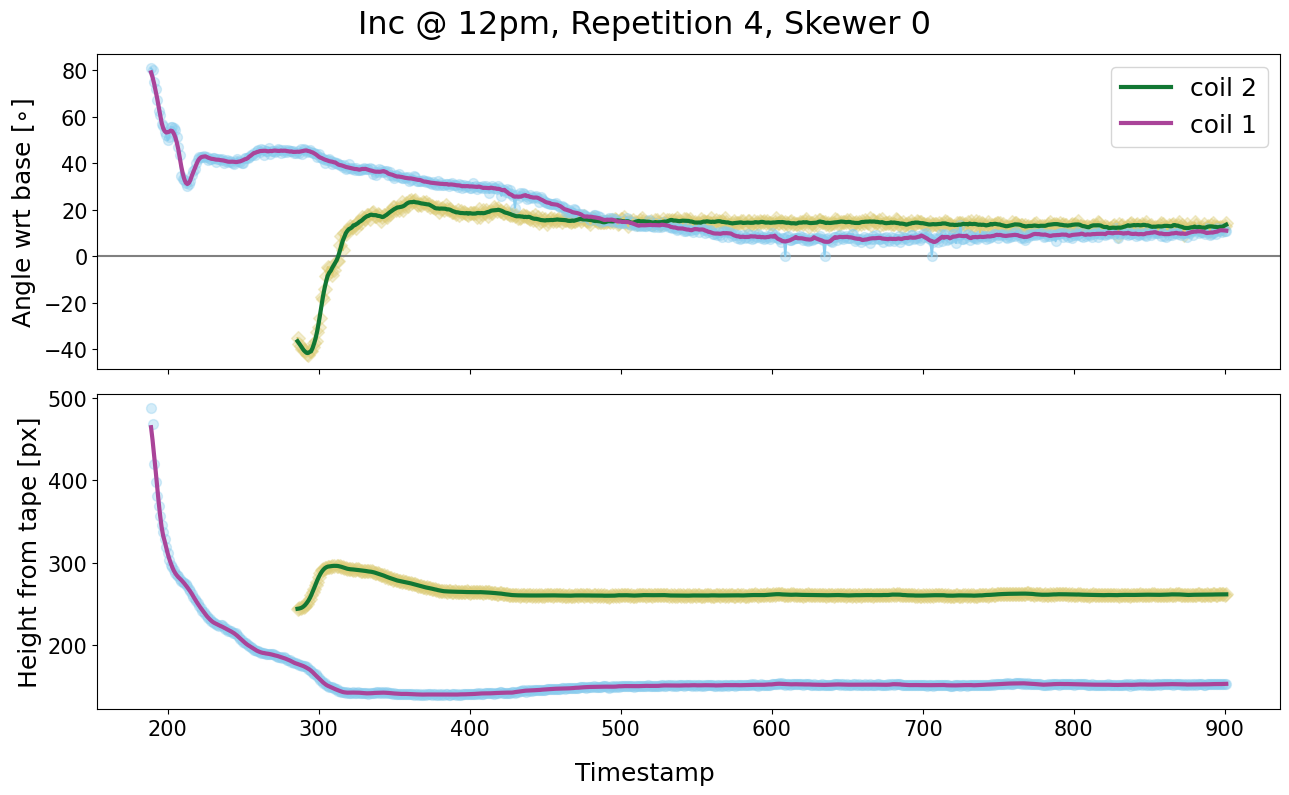 Inc @ 12pm, Repetition 4, Skewer 0
Angle wrt base [∘]
80
60
40
20
0
−20
−40
coil 2
coil 1
Height from tape [px]
500
400
300
200
200 300 400 500 600 700 800 900
Timestamp